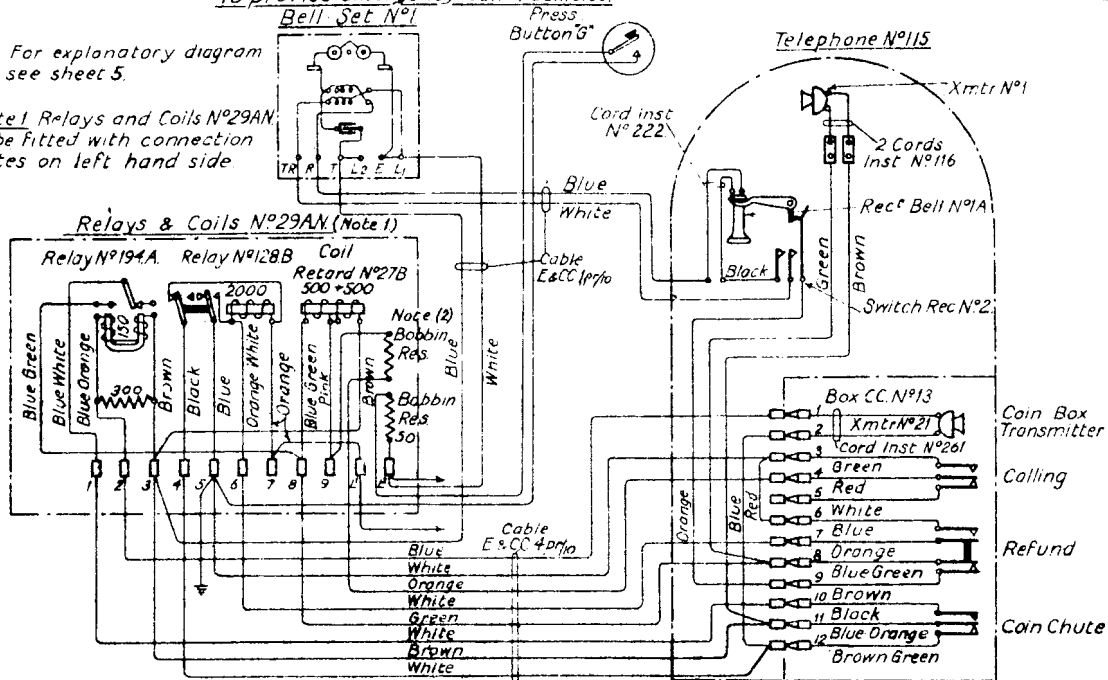 Bell Set Nº1
Press
Button "G"
Telephone Nº115
For explanatory diagram
see sheet 5.
Relays and Coils Nº29AN
be fitted with connection
on left hand side.
Xmtr Nº1
Cord inst
Nº222
2 Cords
Inst Nº116
TR R T L2 E L1
Blue
White
Recr Bell Nº1A
Relays & Coils Nº29AN (Note 1)
Cable
E&CC 1pr/10
Black
Green
Brown
Switch Rec Nº2
Relay Nº194A
Relay Nº128B
Coil
Retard Nº27B
2000
500 + 500
150
Note (2)
Bobbin
Res.
Blue Green
Blue White
Blue Orange
Brown
Black
Blue
Orange White
Orange
Blue Green
Pink
Brown
Blue
White
300
Bobbin
Res
50
1 2 3 4 5 6 7 8 9
Box CC. Nº13
1
Xmtr Nº21
Coin Box
Transmitter
2
Cord Inst Nº261
3
Green
4
Red
Calling
5
White
6
Blue
7
Orange
8
Blue Green
Refund
9
Brown
10
Black
11
Blue Orange
Coin Chute
12
Brown Green
Orange
Blue
Red
Cable
E&CC 4pr/10
Blue
White
Orange
White
Green
White
Brown
White